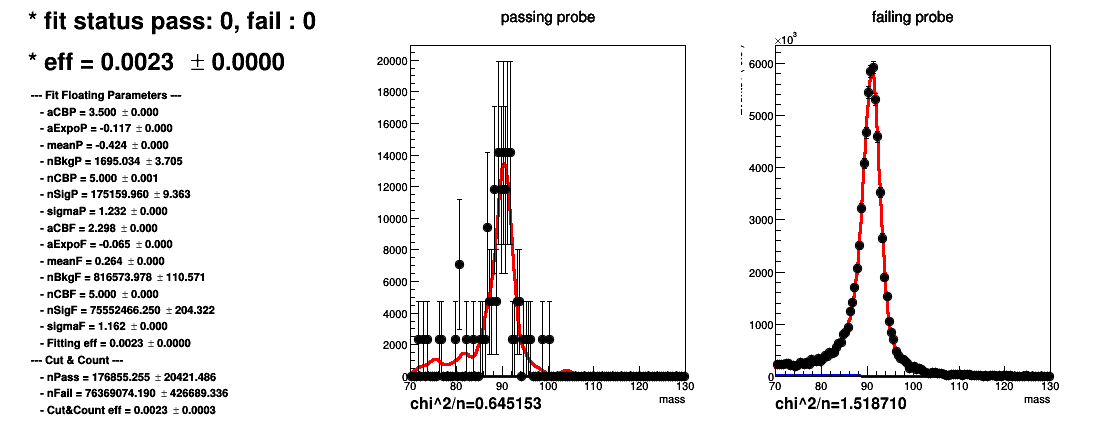 * fit status pass: 0, fail : 0
* eff = 0.0023 ± 0.0000
--- Fit Floating Parameters ---
- aCBP = 3.500 ± 0.000
- aExpoP = -0.117 ± 0.000
- meanP = -0.424 ± 0.000
- nBkgP = 1695.034 ± 3.705
- nCBP = 5.000 ± 0.001
- nSigP = 175159.960 ± 9.363
- sigmaP = 1.232 ± 0.000
- aCBF = 2.298 ± 0.000
- aExpoF = -0.065 ± 0.000
- meanF = 0.264 ± 0.000
- nBkgF = 816573.978 ± 110.571
- nCBF = 5.000 ± 0.000
- nSigF = 75552466.250 ± 204.322
- sigmaF = 1.162 ± 0.000
- Fitting eff = 0.0023 ± 0.0000
--- Cut & Count ---
- nPass = 176855.255 ± 20421.486
- nFail = 76369074.190 ± 426689.336
- Cut&Count eff = 0.0023 ± 0.0003
passing probe
20000
18000
16000
14000
12000
10000
8000
6000
4000
2000
0
70 80 90 100 110 120 130
mass
chi^2/n=0.645153
failing probe
×10³
6000
5000
4000
3000
2000
1000
0
70 80 90 100 110 120 130
mass
chi^2/n=1.518710